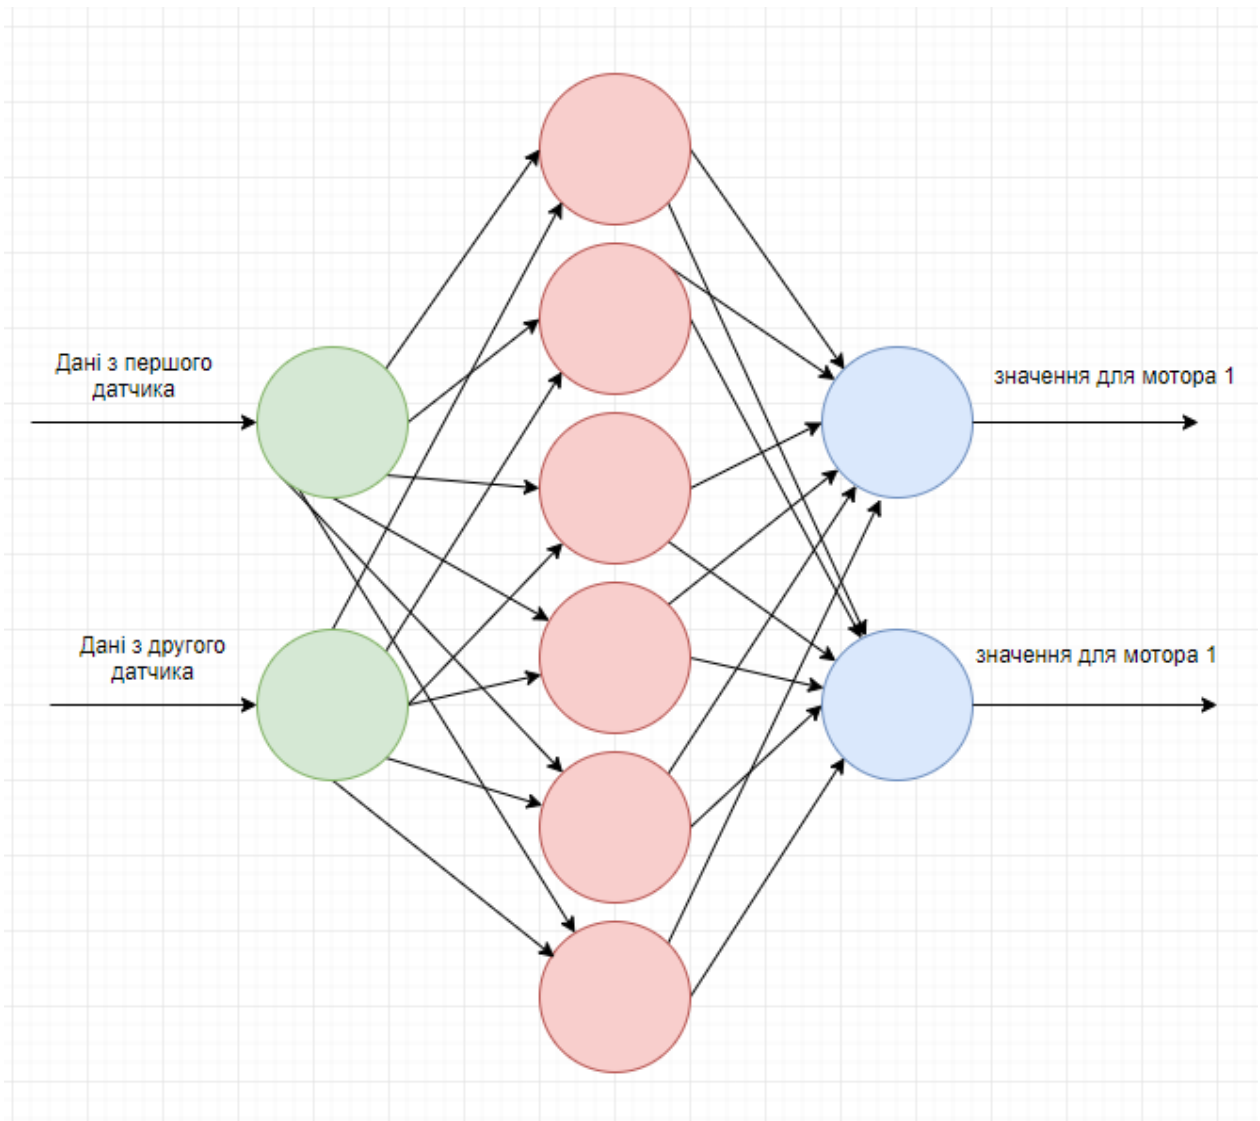 Дані з першого
датчика
значення для мотора 1
Дані з другого
датчика
значення для мотора 1